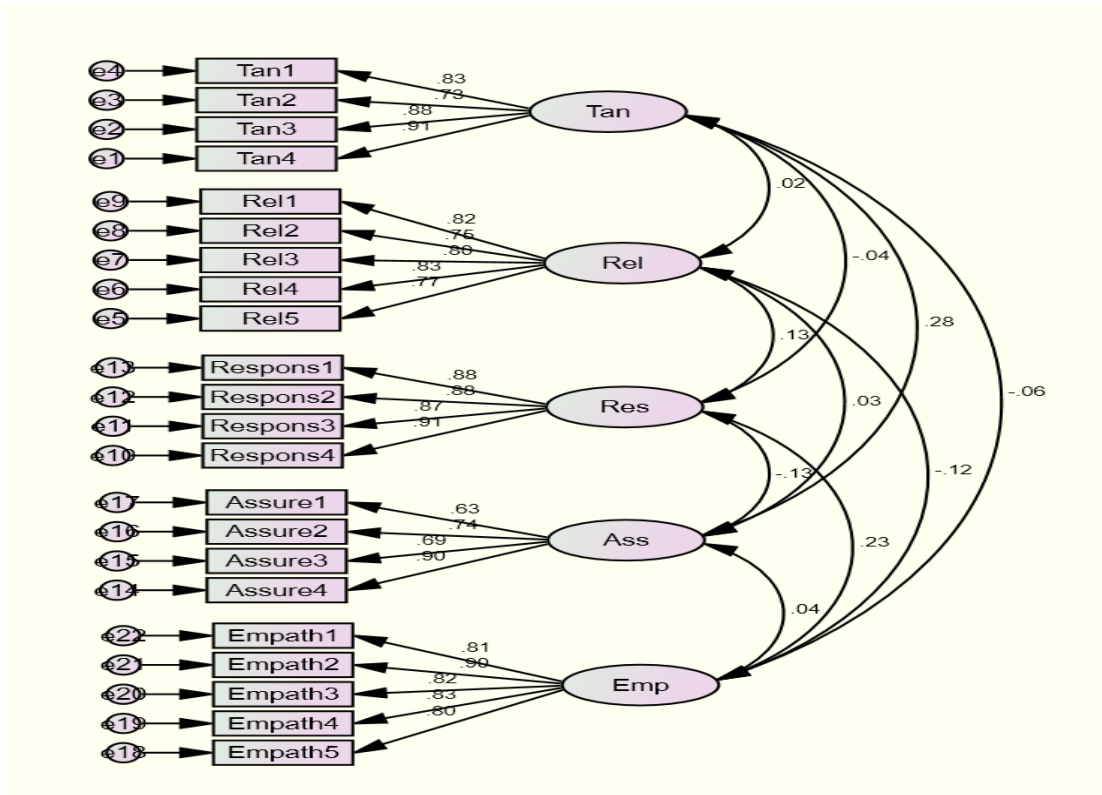 e4 Tan1
e3 Tan2
e2 Tan3
e1 Tan4
.83
.73
.88
.91
Tan
e9 Rel1
e8 Rel2
e7 Rel3
e6 Rel4
e5 Rel5
.82
.75
.80
.83
.77
Rel
e13 Respons1
e12 Respons2
e11 Respons3
e10 Respons4
.88
.88
.87
.91
Res
e17 Assure1
e16 Assure2
e15 Assure3
e14 Assure4
.63
.74
.69
.90
Ass
e22 Empath1
e21 Empath2
e20 Empath3
e19 Empath4
e18 Empath5
.81
.90
.82
.83
.80
Emp
.02
-.04
.28
-.06
.13
.03
-.12
-.13
.23
.04